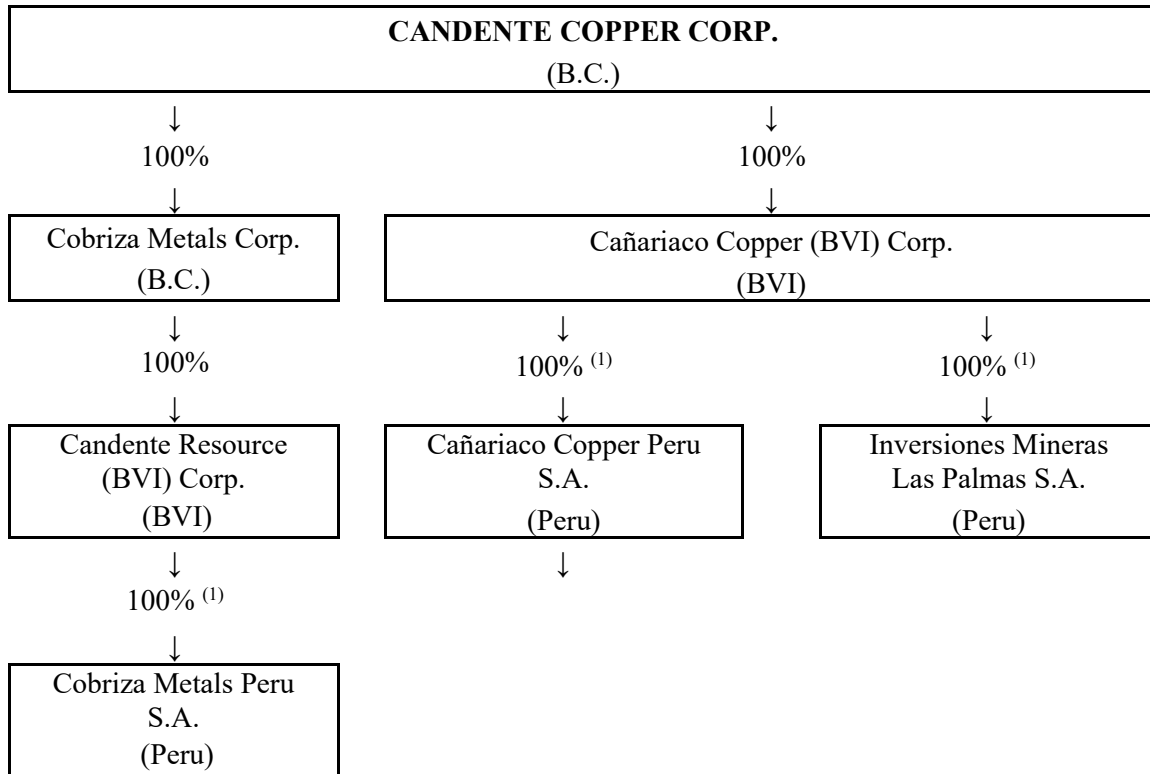 CANDENTE COPPER CORP.
(B.C.)
↓ ↓
100% 100%
↓ ↓
Cobriza Metals Corp.
(B.C.)
Cañariaco Copper (BVI) Corp.
(BVI)
↓ ↓ ↓
100% 100% (1) 100% (1)
↓ ↓ ↓
Candente Resource
(BVI) Corp.
(BVI)
Cañariaco Copper Peru
S.A.
(Peru)
Inversiones Mineras
Las Palmas S.A.
(Peru)
↓ ↓
100% (1)
↓
Cobriza Metals Peru
S.A.
(Peru)